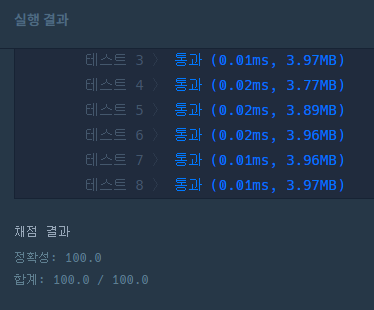 실행 결과
테스트 3 〉 통과 (0.01ms, 3.97MB)
테스트 4 〉 통과 (0.02ms, 3.77MB)
테스트 5 〉 통과 (0.02ms, 3.89MB)
테스트 6 〉 통과 (0.02ms, 3.96MB)
테스트 7 〉 통과 (0.01ms, 3.96MB)
테스트 8 〉 통과 (0.01ms, 3.97MB)
채점 결과
정확성: 100.0
합계: 100.0 / 100.0